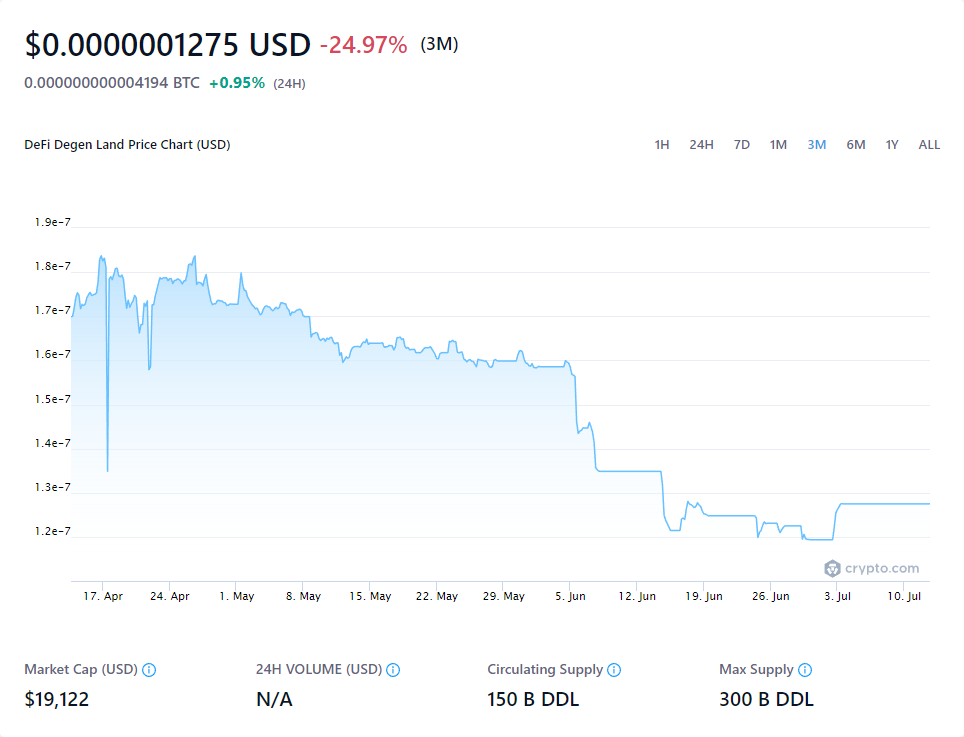 $0.0000001275 USD -24.97% (3M)
0.000000000004194 BTC +0.95% (24H)
DeFi Degen Land Price Chart (USD)
1H 24H 7D 1M 3M 6M 1Y ALL
1.9e-7
1.8e-7
1.7e-7
1.6e-7
1.5e-7
1.4e-7
1.3e-7
1.2e-7
crypto.com
17. Apr 24. Apr 1. May 8. May 15. May 22. May 29. May 5. Jun 12. Jun 19. Jun 26. Jun 3. Jul 10. Jul
Market Cap (USD) 24H VOLUME (USD) Circulating Supply Max Supply
$19,122 N/A 150 B DDL 300 B DDL